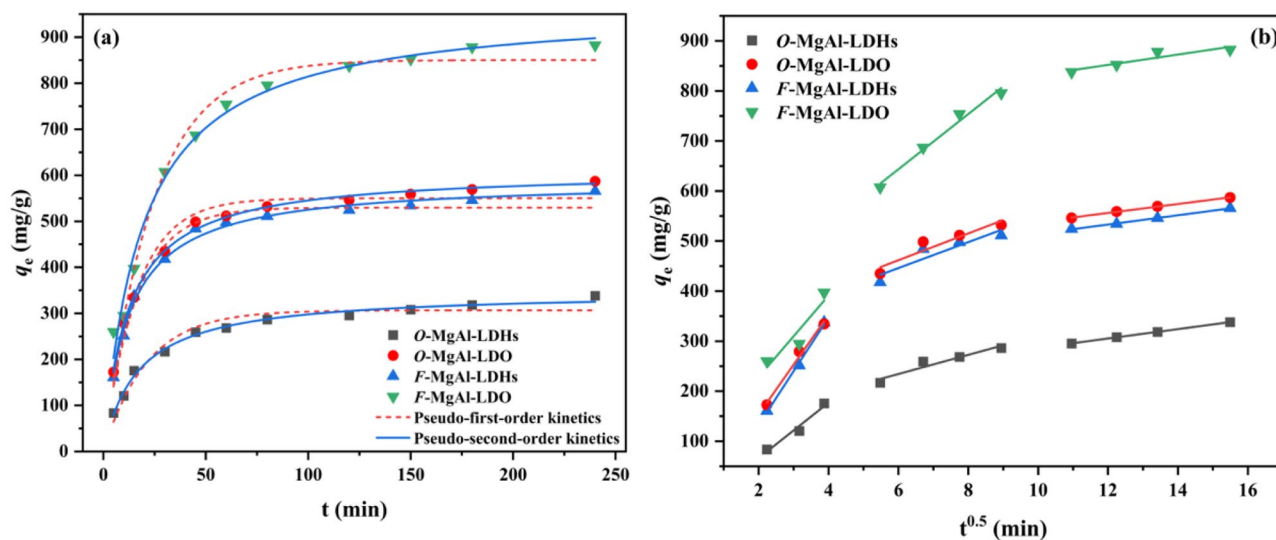 (a)
900
800
700
600
500
400
300
200
100
0
qe (mg/g)
0 50 100 150 200 250
t (min)
O-MgAl-LDHs
O-MgAl-LDO
F-MgAl-LDHs
F-MgAl-LDO
Pseudo-first-order kinetics
Pseudo-second-order kinetics
(b)
900
800
700
600
500
400
300
200
100
qe (mg/g)
2 4 6 8 10 12 14 16
t0.5 (min)
O-MgAl-LDHs
O-MgAl-LDO
F-MgAl-LDHs
F-MgAl-LDO